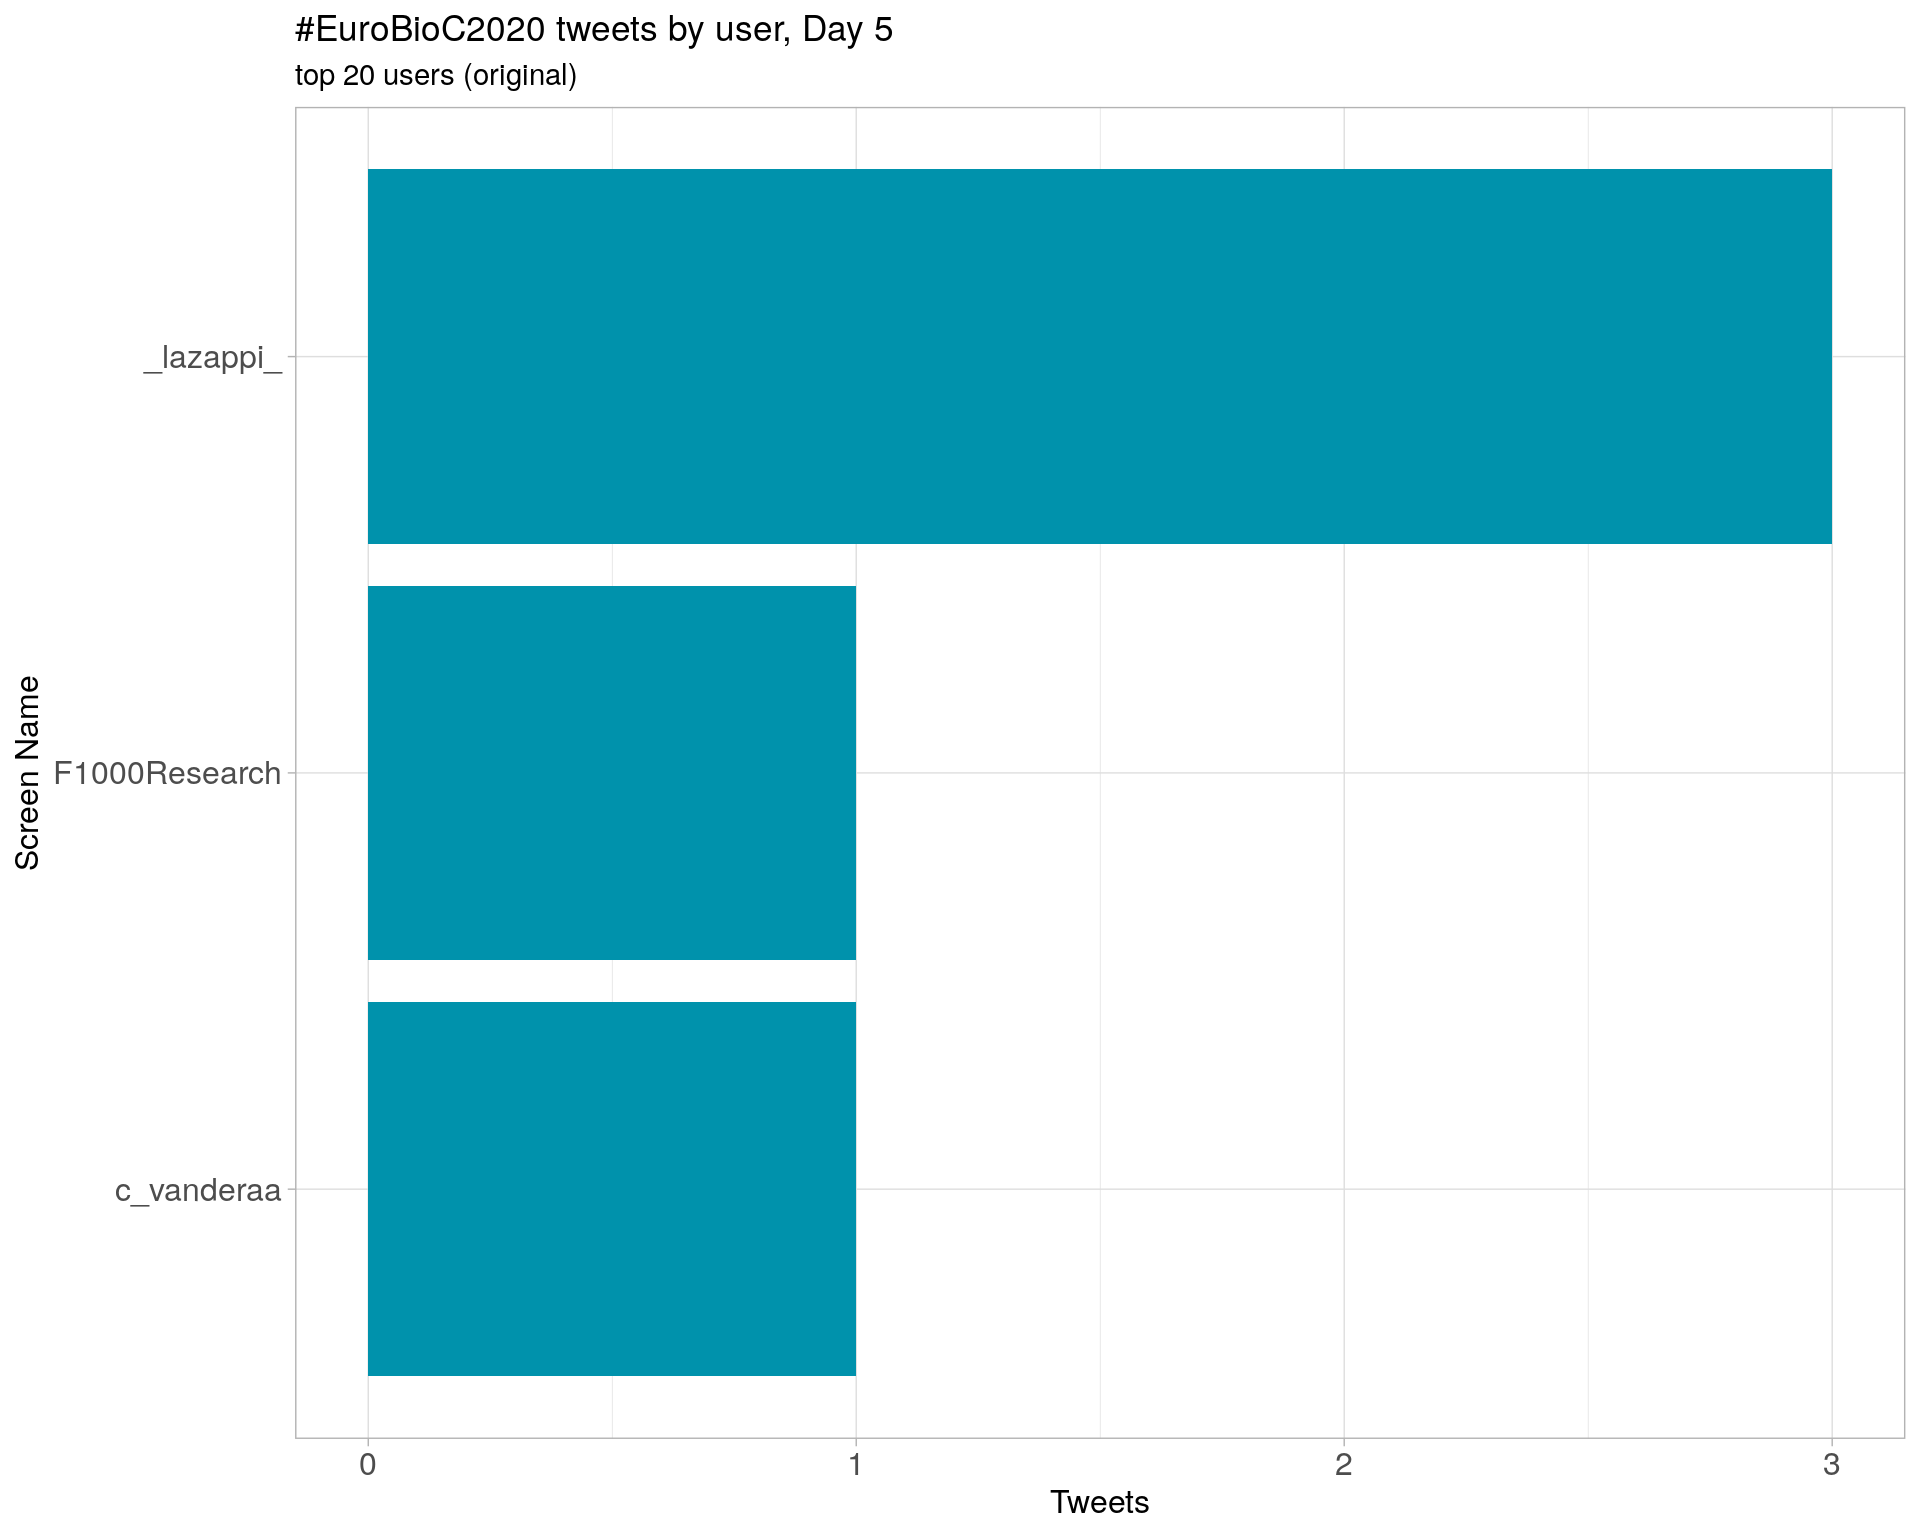 #EuroBioC2020 tweets by user, Day 5
top 20 users (original)
_lazappi_
F1000Research
c_vanderaa
Screen Name
0 1 2 3
Tweets